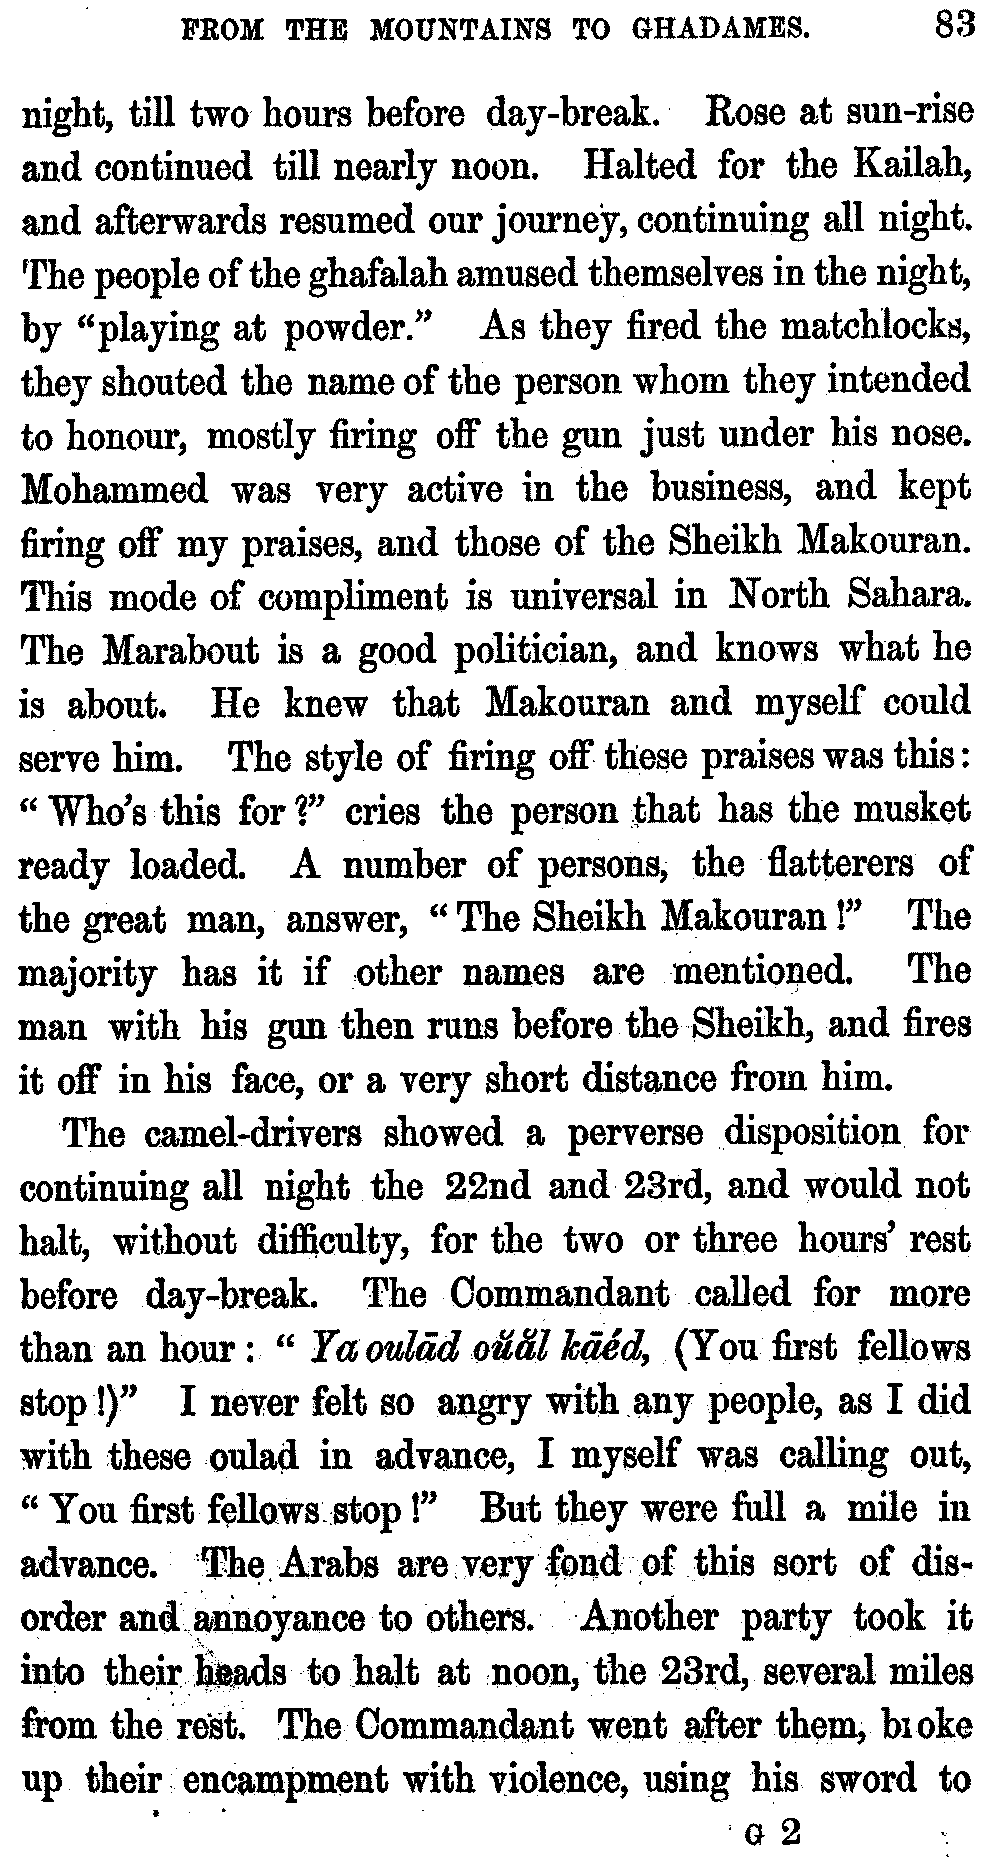 FROM THE MOUNTAINS TO GHADAMES. 83
night, till two hours before day-break. Rose at sun-rise
and continued till nearly noon. Halted for the Kailah,
and afterwards resumed our journey, continuing all night.
The people of the ghafalah amused themselves in the night,
by “playing at powder.” As they fired the matchlocks,
they shouted the name of the person whom they intended
to honour, mostly firing off the gun just under his nose.
Mohammed was very active in the business, and kept
firing off my praises, and those of the Sheikh Makouran.
This mode of compliment is universal in North Sahara.
The Marabout is a good politician, and knows what he
is about. He knew that Makouran and myself could
serve him. The style of firing off these praises was this:
“Who’s this for?” cries the person that has the musket
ready loaded. A number of persons, the flatterers of
the great man, answer, “The Sheikh Makouran!” The
majority has it if other names are mentioned. The
man with his gun then runs before the Sheikh, and fires
it off in his face, or a very short distance from him.
The camel-drivers showed a perverse disposition for
continuing all night the 22nd and 23rd, and would not
halt, without difficulty, for the two or three hours’ rest
before day-break. The Commandant called for more
than an hour: “Ya oulād oŭăl kāéd, (You first fellows
stop!)” I never felt so angry with any people, as I did
with these oulad in advance, I myself was calling out,
“You first fellows stop!” But they were full a mile in
advance. The Arabs are very fond of this sort of dis-
order and annoyance to others. Another party took it
into their heads to halt at noon, the 23rd, several miles
from the rest. The Commandant went after them, broke
up their encampment with violence, using his sword to
G 2